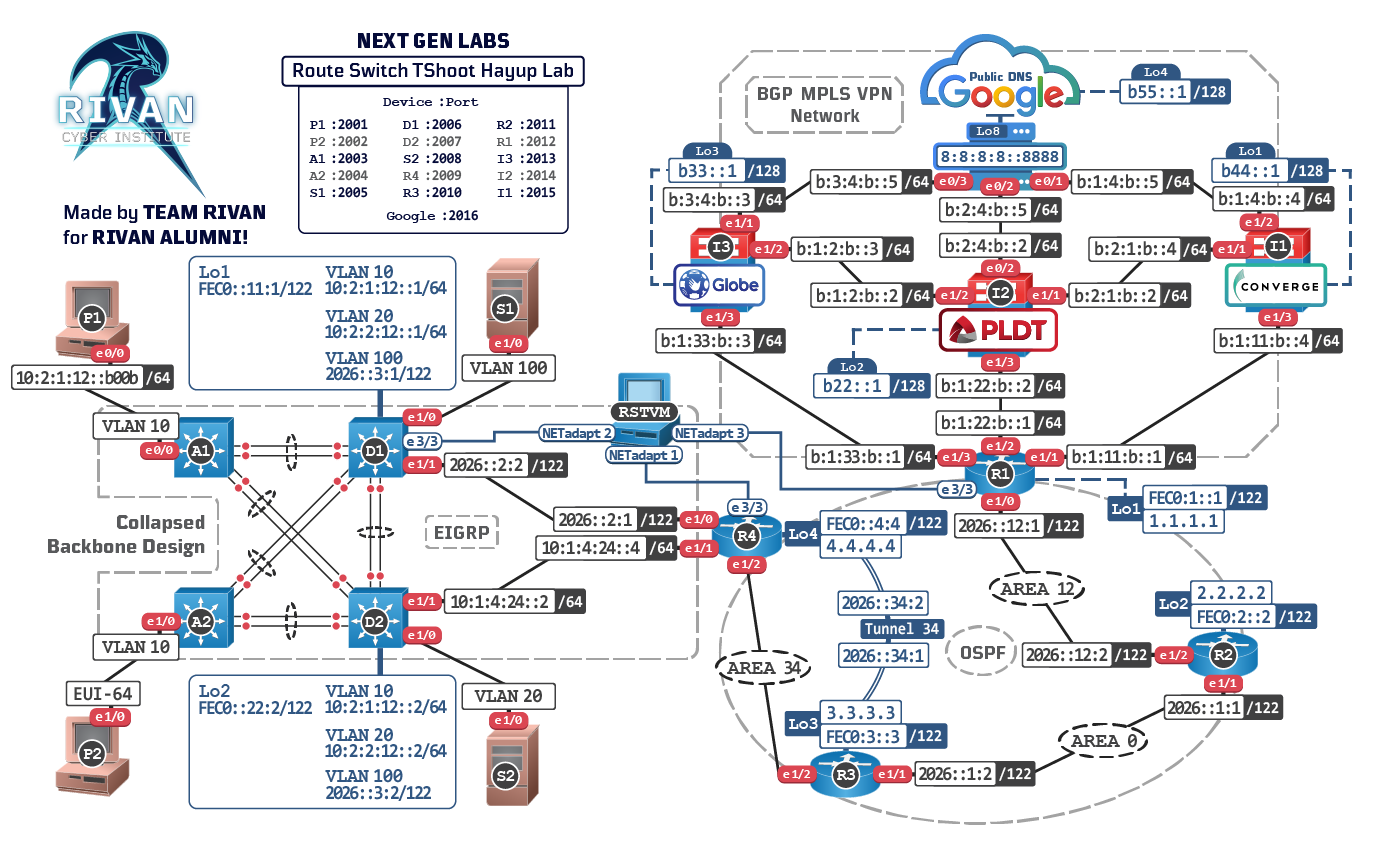 RIVAN
CYBER INSTITUTE
Made by TEAM RIVAN
for RIVAN ALUMNI!
NEXT GEN LABS
Route Switch TShoot Hayup Lab
Device :Port
P1 :2001 D1 :2006 R2 :2011
P2 :2002 D2 :2007 R1 :2012
A1 :2003 S2 :2008 I3 :2013
A2 :2004 R4 :2009 I2 :2014
S1 :2005 R3 :2010 I1 :2015
Google :2016
BGP MPLS VPN
Network
Public DNS
Google
Lo4
b55::1 /128
Lo8
8:8:8:8::8888
e0/3
e0/2
e0/1
Lo3
b33::1 /128
b:3:4:b::3 /64
b:3:4:b::5 /64
b:2:4:b::5 /64
b:1:4:b::5 /64
Lo1
b44::1 /128
b:1:4:b::4 /64
e1/1
I3
e1/2
Globe
e1/3
b:1:2:b::3 /64
b:1:2:b::2 /64
b:2:4:b::2 /64
e0/2
I2
e1/2
e1/1
PLDT
e1/3
b:2:1:b::4 /64
b:2:1:b::2 /64
e1/2
I1
e1/1
CONVERGE
e1/3
b:1:33:b::3 /64
b:1:11:b::4 /64
Lo2
b22::1 /128
b:1:22:b::2 /64
b:1:22:b::1 /64
b:1:33:b::1 /64
b:1:11:b::1 /64
e1/2
e1/3
e1/1
R1
e3/3
e1/0
Lo1
FEC0:1::1 /122
1.1.1.1
Lo1
FEC0::11:1/122
VLAN 10
10:2:1:12::1/64
VLAN 20
10:2:2:12::1/64
VLAN 100
2026::3:1/122
S1
e1/0
VLAN 100
P1
e0/0
10:2:1:12::b00b /64
VLAN 10
e0/0
A1
D1
e1/0
e3/3
e1/1
2026::2:2 /122
RSTVM
NETadapt 2
NETadapt 3
NETadapt 1
Collapsed
Backbone Design
EIGRP
2026::2:1 /122
e1/0
10:1:4:24::4 /64
e1/1
e3/3
R4
e1/2
Lo4
FEC0::4:4 /122
4.4.4.4
A2
e1/0
VLAN 10
D2
e1/1
e1/0
10:1:4:24::2 /64
EUI-64
e1/0
P2
Lo2
FEC0::22:2/122
VLAN 10
10:2:1:12::2/64
VLAN 20
10:2:2:12::2/64
VLAN 100
2026::3:2/122
VLAN 20
e1/0
S2
2026::34:2
Tunnel 34
2026::34:1
AREA 34
OSPF
2026::12:1 /122
AREA 12
2026::12:2 /122
e1/2
R2
e1/1
Lo2
2.2.2.2
FEC0:2::2 /122
2026::1:1 /122
AREA 0
Lo3
3.3.3.3
FEC0:3::3 /122
e1/2
R3
e1/1
2026::1:2 /122